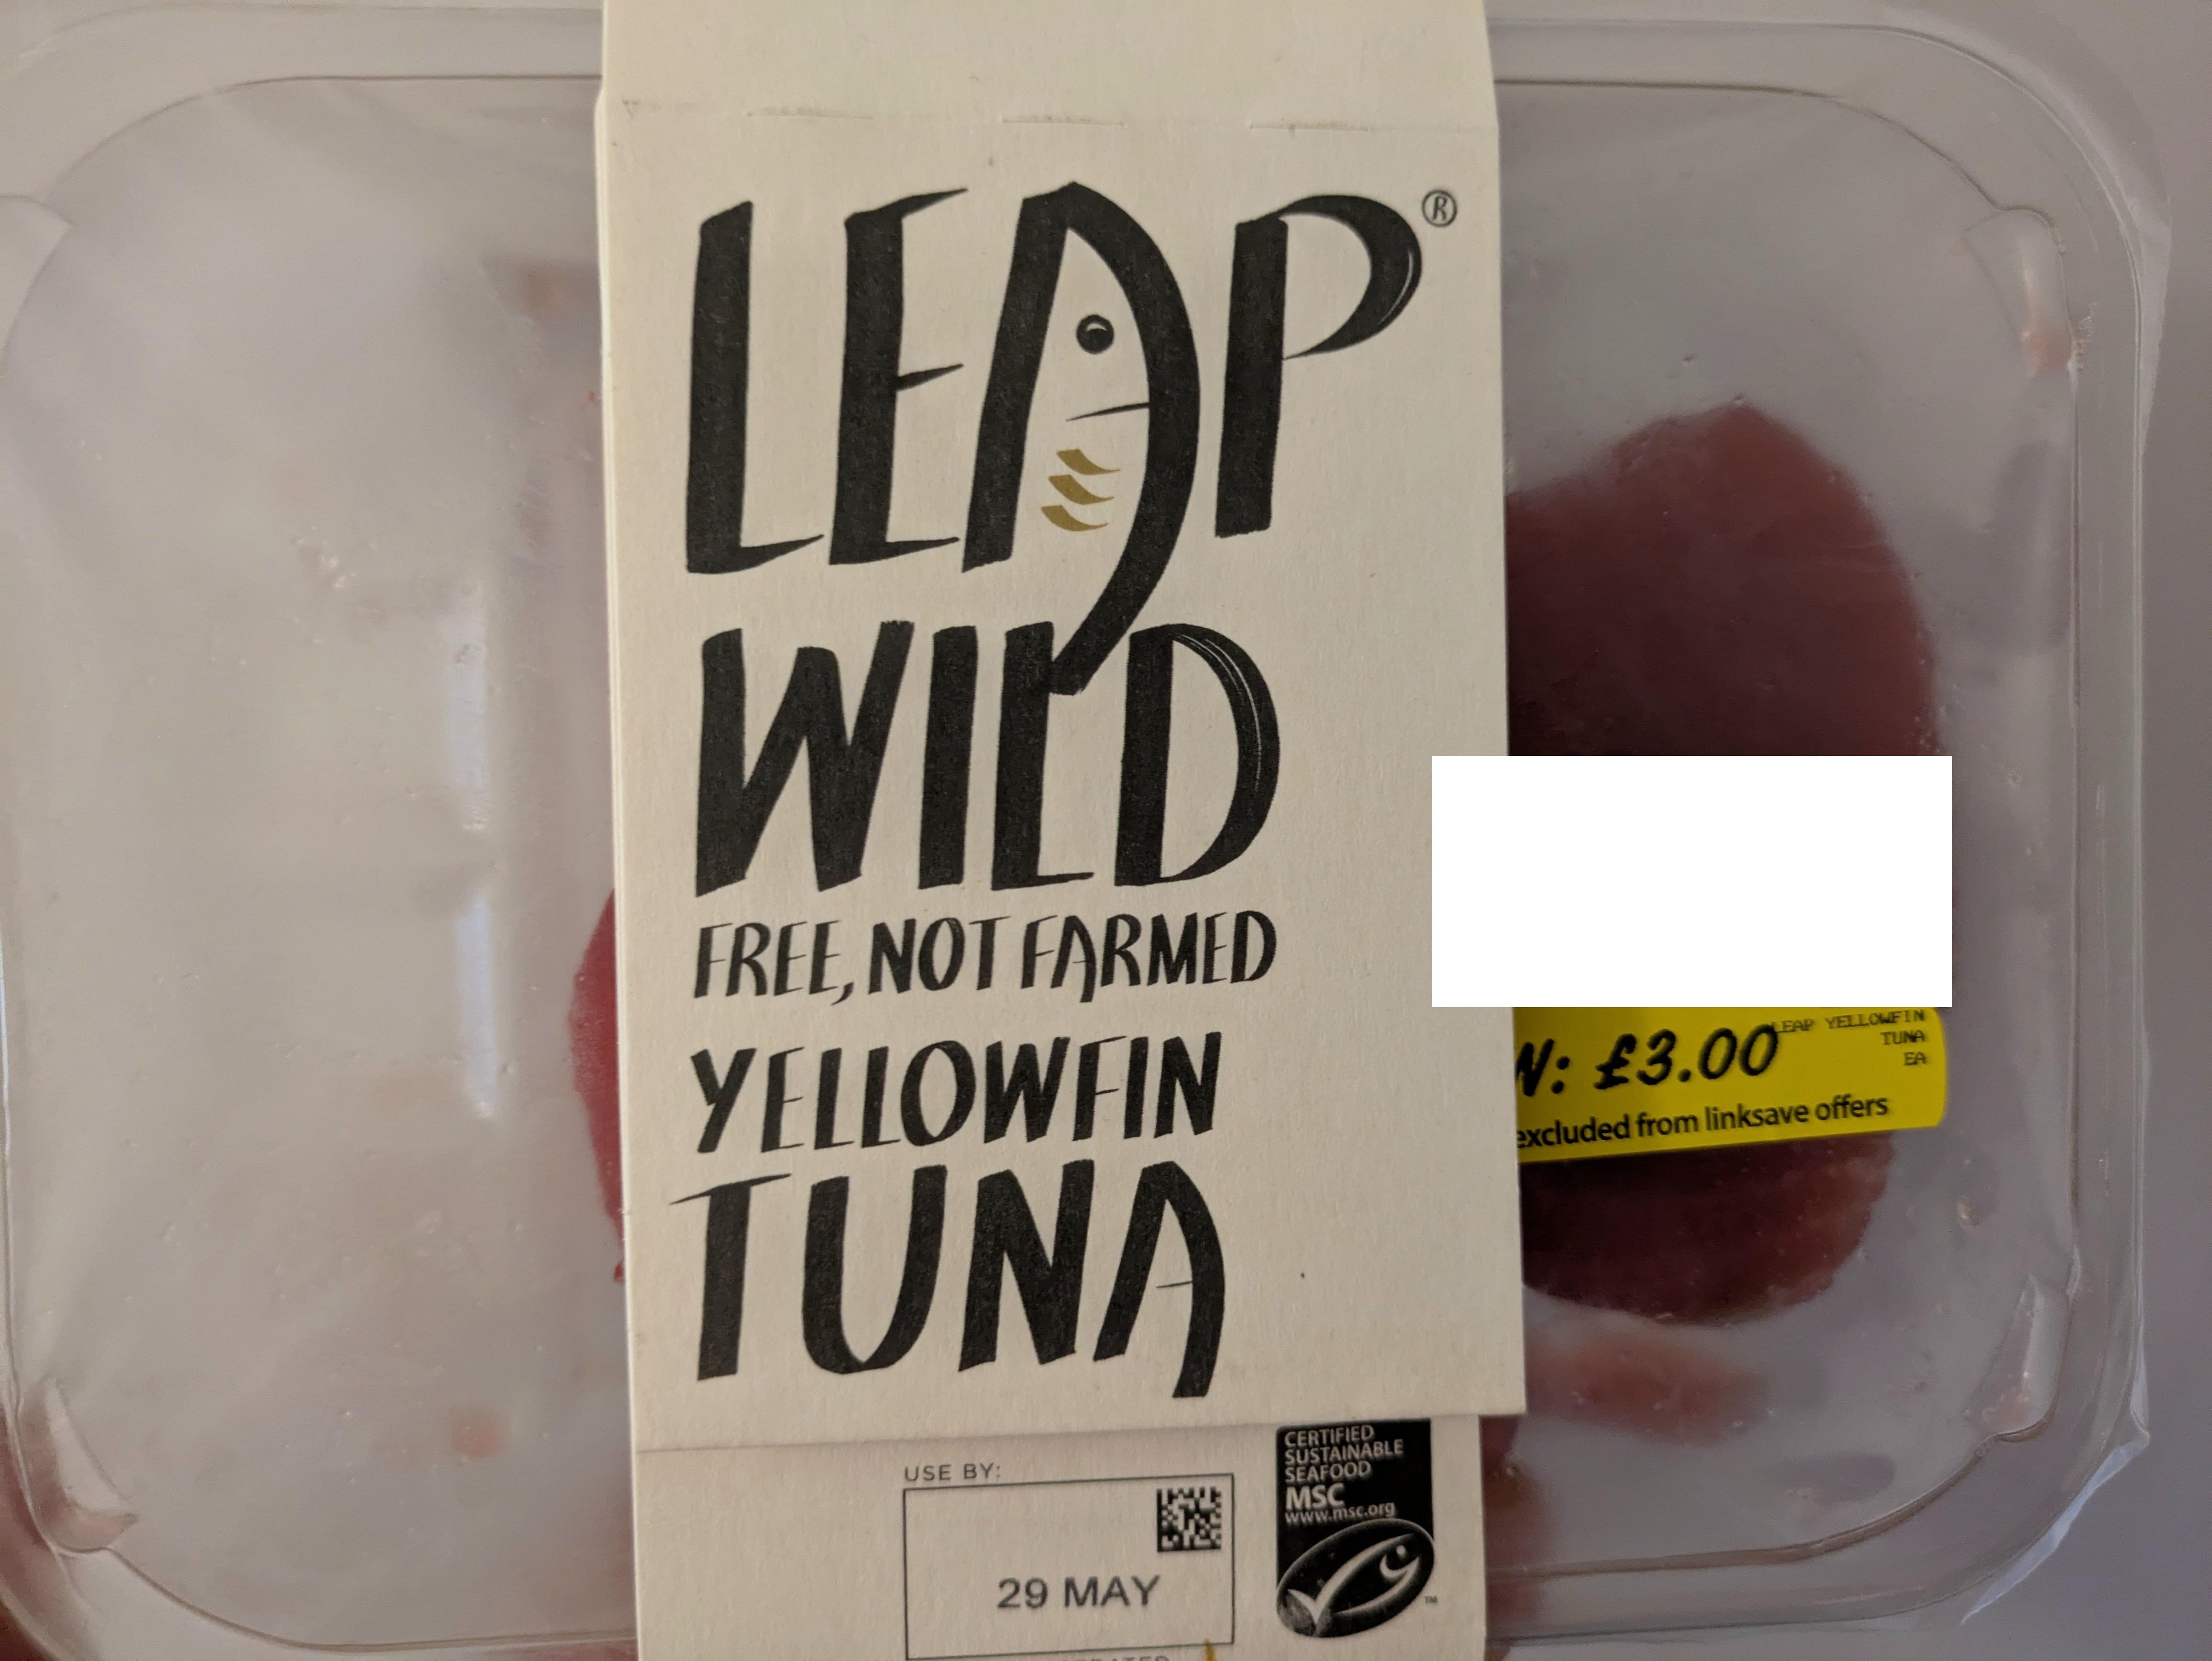 LEAP®
WILD
FREE, NOT FARMED
YELLOWFIN
TUNA
N: £3.00
LEAP YELLOWFIN
TUNA
EA
excluded from linksave offers
USE BY:
29 MAY
CERTIFIED
SUSTAINABLE
SEAFOOD
MSC
www.msc.org
TM